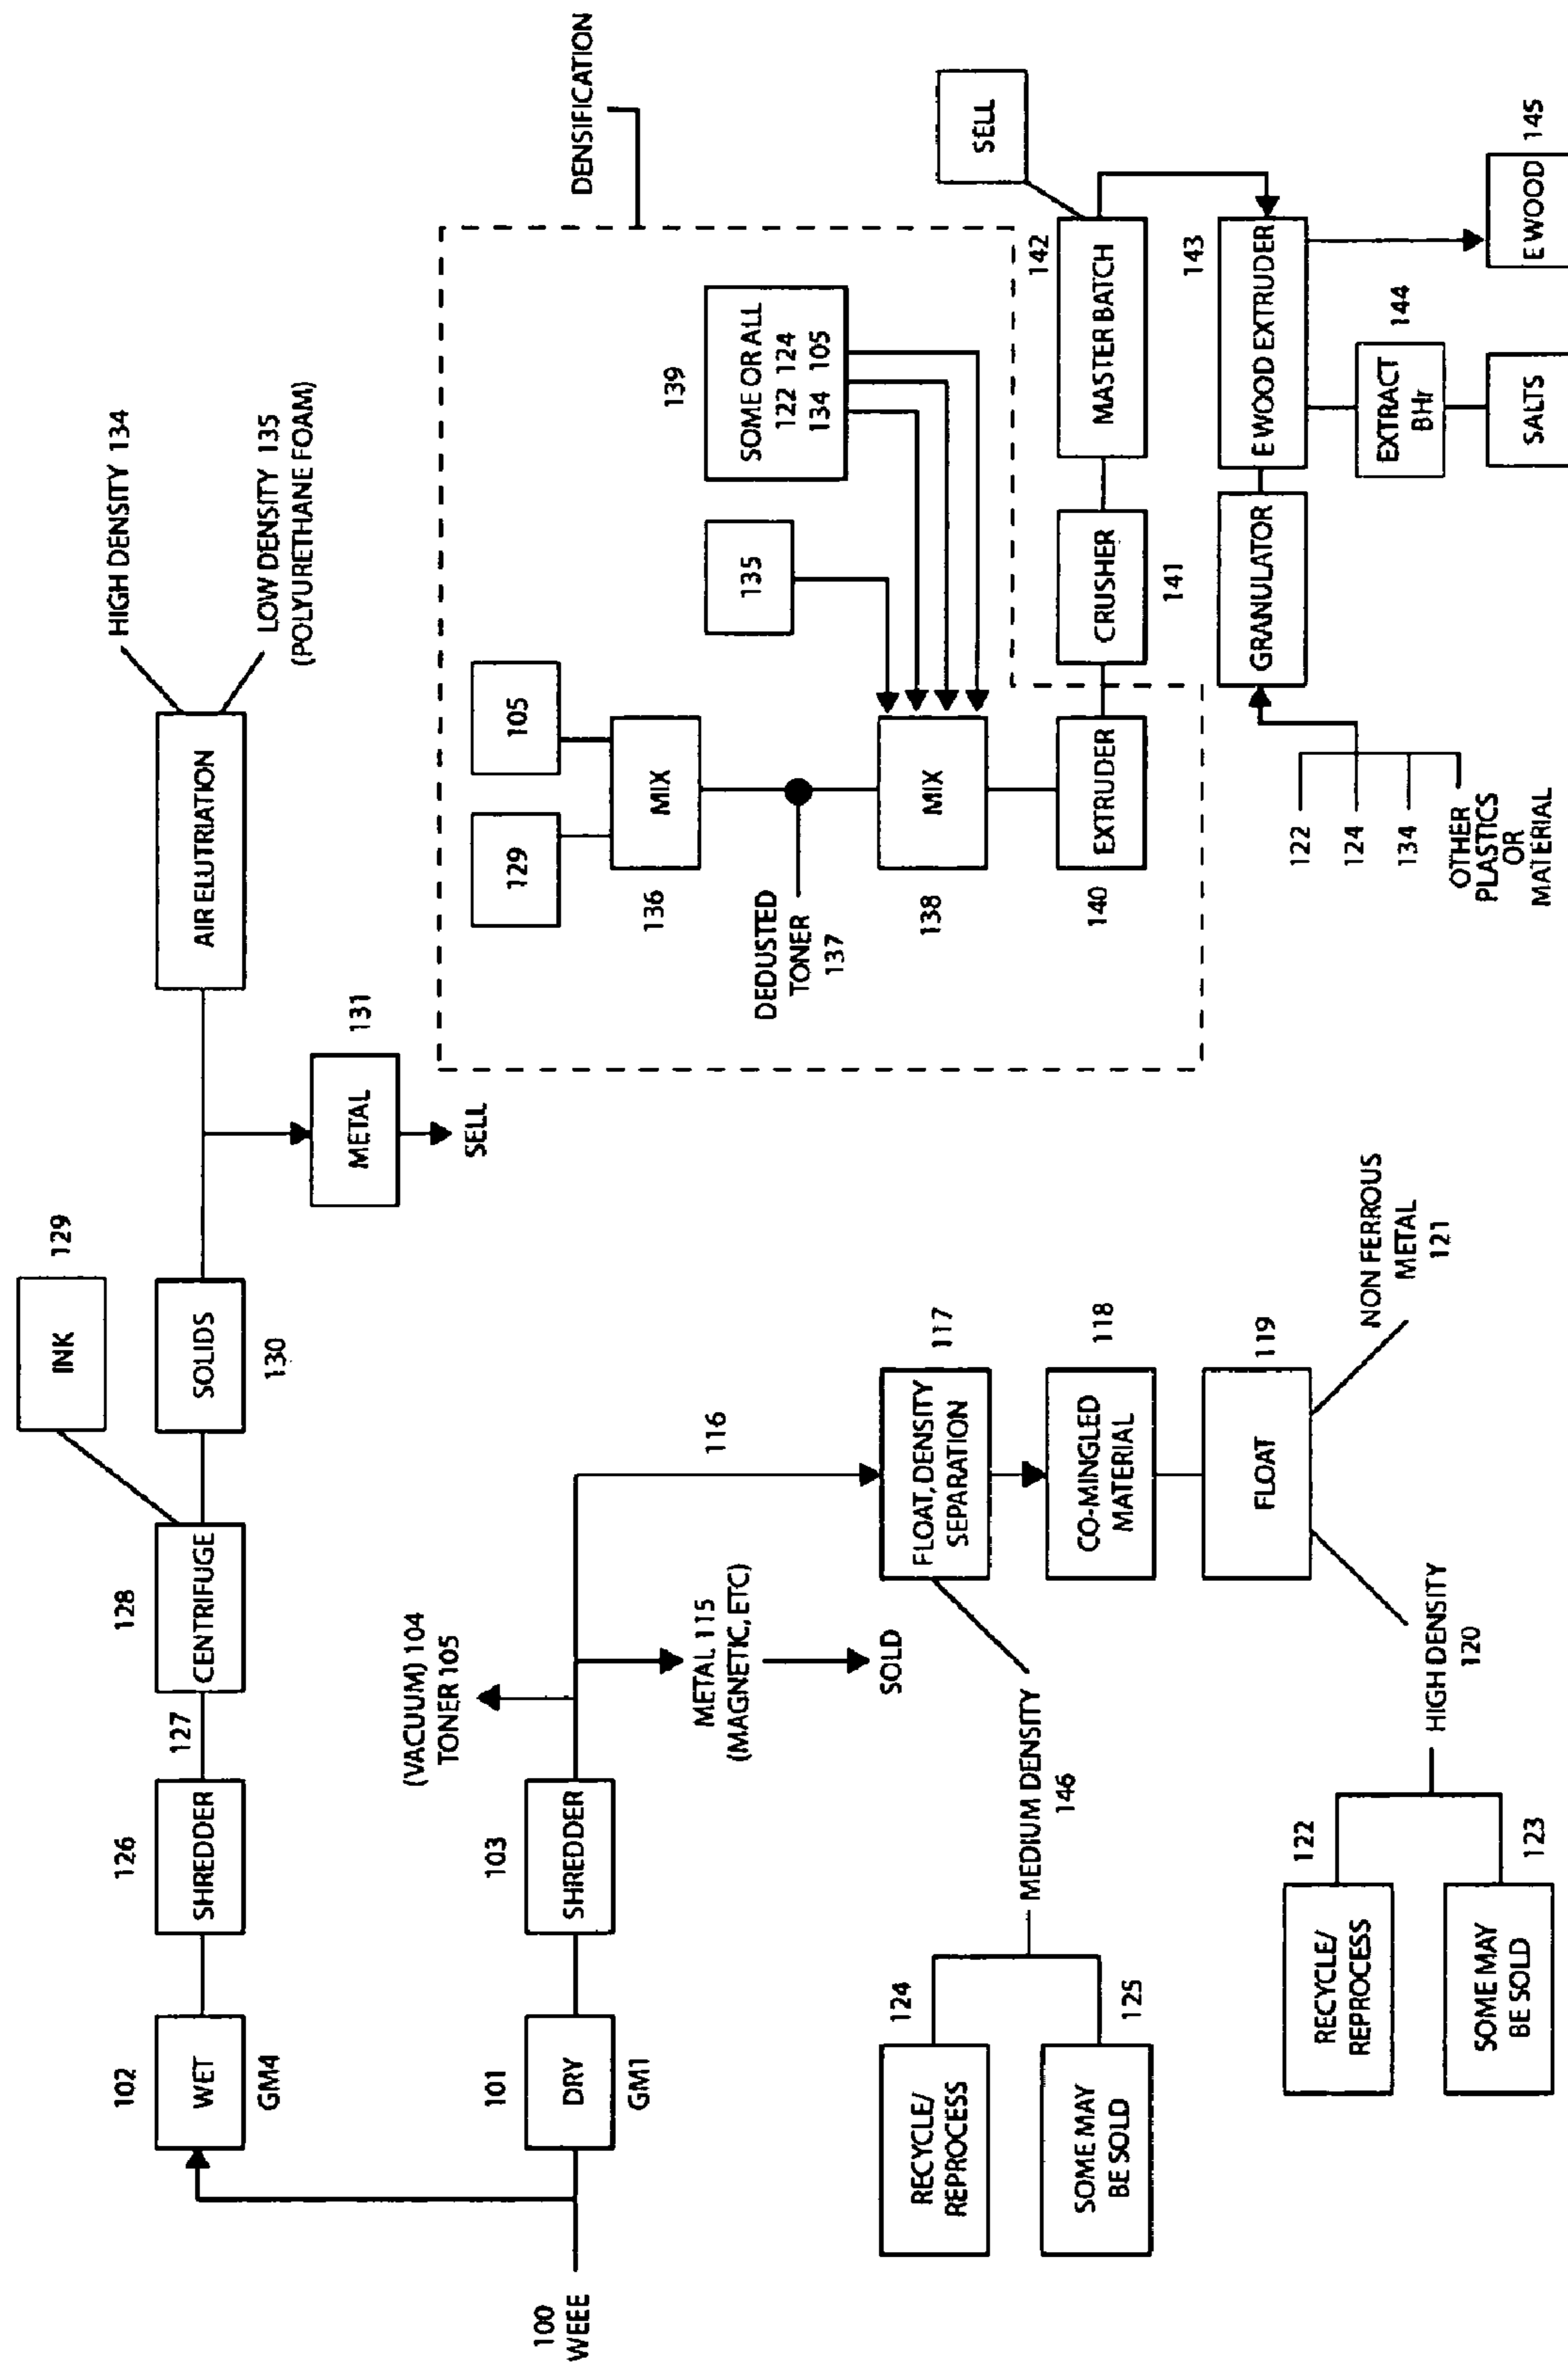 HIGH DENSITY 134
LOW DENSITY 135
(POLYURETHANE FOAM)
AIR ELUTRIATION
129
INK
131
METAL
SELL
SOLIDS
130
128
CENTRIFUGE
127
126
SHREDDER
102
WET
GM4
100
WEEE
101
DRY
GM1
103
SHREDDER
(VACUUM) 104
TONER 105
METAL 115
(MAGNETIC, ETC)
SOLD
116
117
FLOAT, DENSITY
SEPARATION
118
CO-MINGLED
MATERIAL
119
FLOAT
NON FERROUS
METAL
121
HIGH DENSITY
120
122
RECYCLE/
REPROCESS
123
SOME MAY
BE SOLD
MEDIUM DENSITY
146
124
RECYCLE/
REPROCESS
125
SOME MAY
BE SOLD
DENSIFICATION
129
105
MIX
136
DEDUSTED
TONER
137
135
139
SOME OR ALL
122 124
134 105
MIX
138
EXTRUDER
140
CRUSHER
141
142
MASTER BATCH
SELL
143
E WOOD EXTRUDER
GRANULATOR
122
124
134
OTHER
PLASTICS
OR
MATERIAL
144
EXTRACT
BHr
SALTS
E WOOD
145